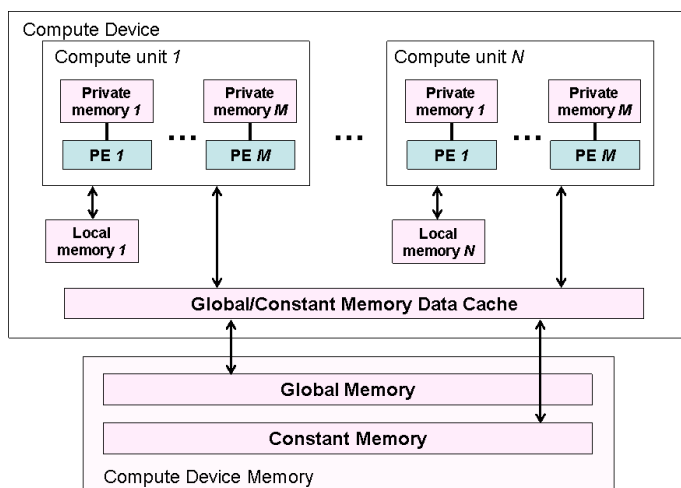 Compute Device
Compute unit 1
Compute unit N
Private memory 1
Private memory M
Private memory 1
Private memory M
PE 1
...
PE M
...
PE 1
...
PE M
Local memory 1
Local memory N
Global/Constant Memory Data Cache
Global Memory
Constant Memory
Compute Device Memory